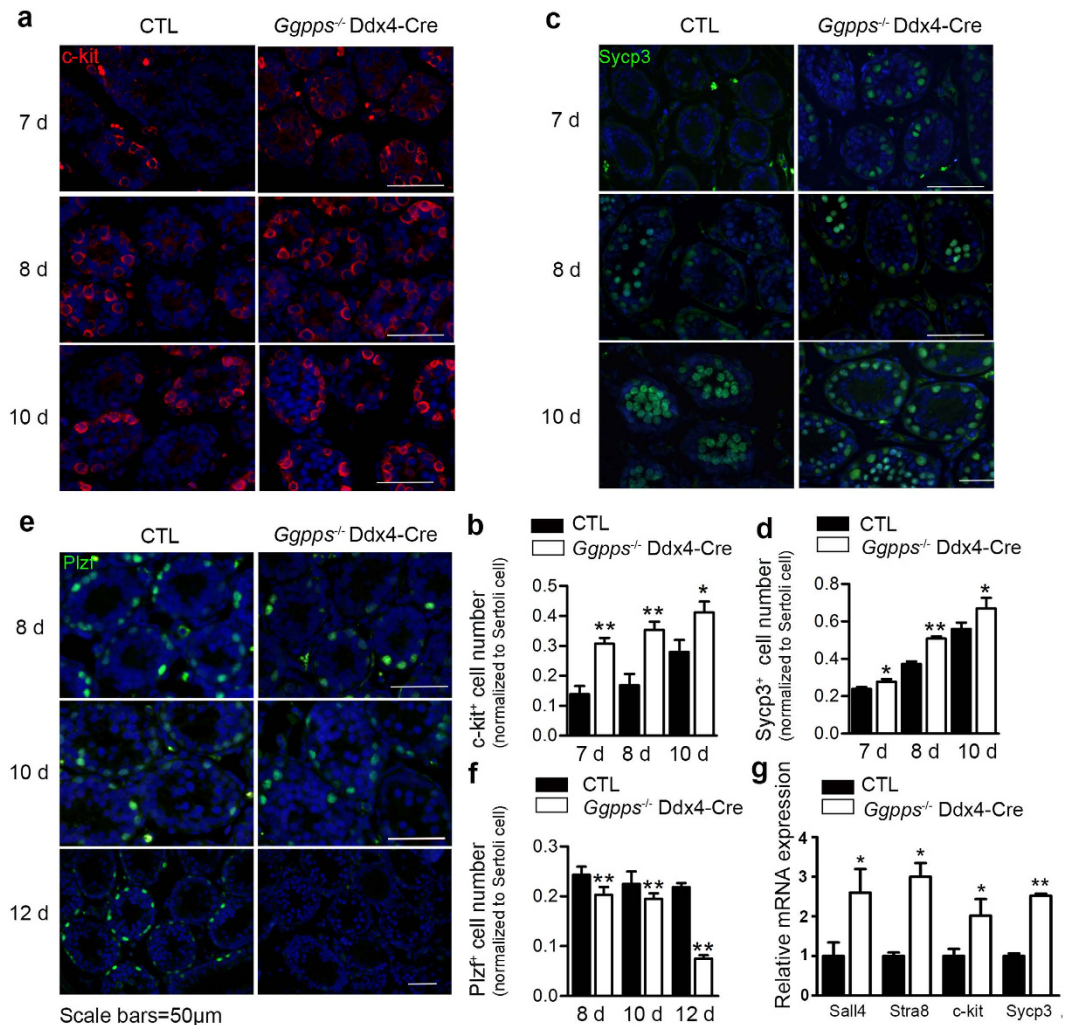 a
CTL Ggpps-/- Ddx4-Cre
c-kit
7 d
8 d
10 d
c
CTL Ggpps-/- Ddx4-Cre
Sycp3
7 d
8 d
10 d
e
CTL Ggpps-/- Ddx4-Cre
Plzf
8 d
10 d
12 d
Scale bars=50μm
b
CTL
Ggpps-/- Ddx4-Cre
c-kit+ cell number
(normalized to Sertoli cell)
0.5
0.4
0.3
0.2
0.1
0.0
** ** *
7 d 8 d 10 d
d
CTL
Ggpps-/- Ddx4-Cre
Sycp3+ cell number
(normalized to Sertoli cell)
0.8
0.6
0.4
0.2
0.0
* ** *
7 d 8 d 10 d
f
CTL
Ggpps-/- Ddx4-Cre
Plzf+ cell number
(normalized to Sertoli cell)
0.3
0.2
0.1
0.0
** ** **
8 d 10 d 12 d
g
CTL
Ggpps-/- Ddx4-Cre
Relative mRNA expression
4
3
2
1
0
* * * **
Sall4 Stra8 c-kit Sycp3